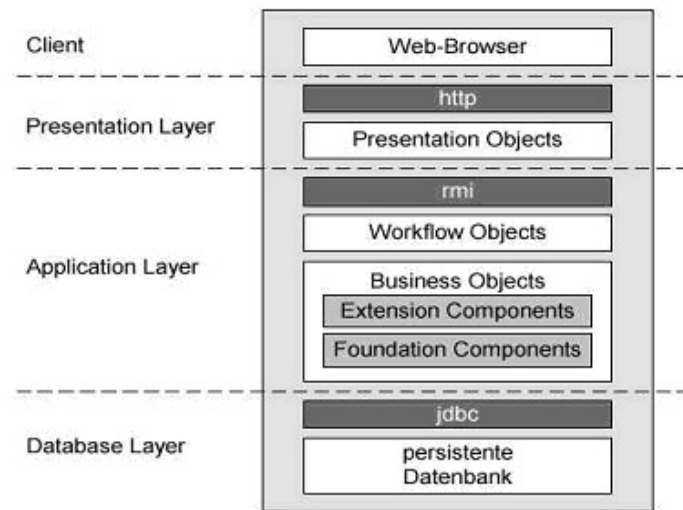 Client
Web-Browser
http
Presentation Layer
Presentation Objects
rmi
Workflow Objects
Application Layer
Business Objects
Extension Components
Foundation Components
jdbc
Database Layer
persistente
Datenbank